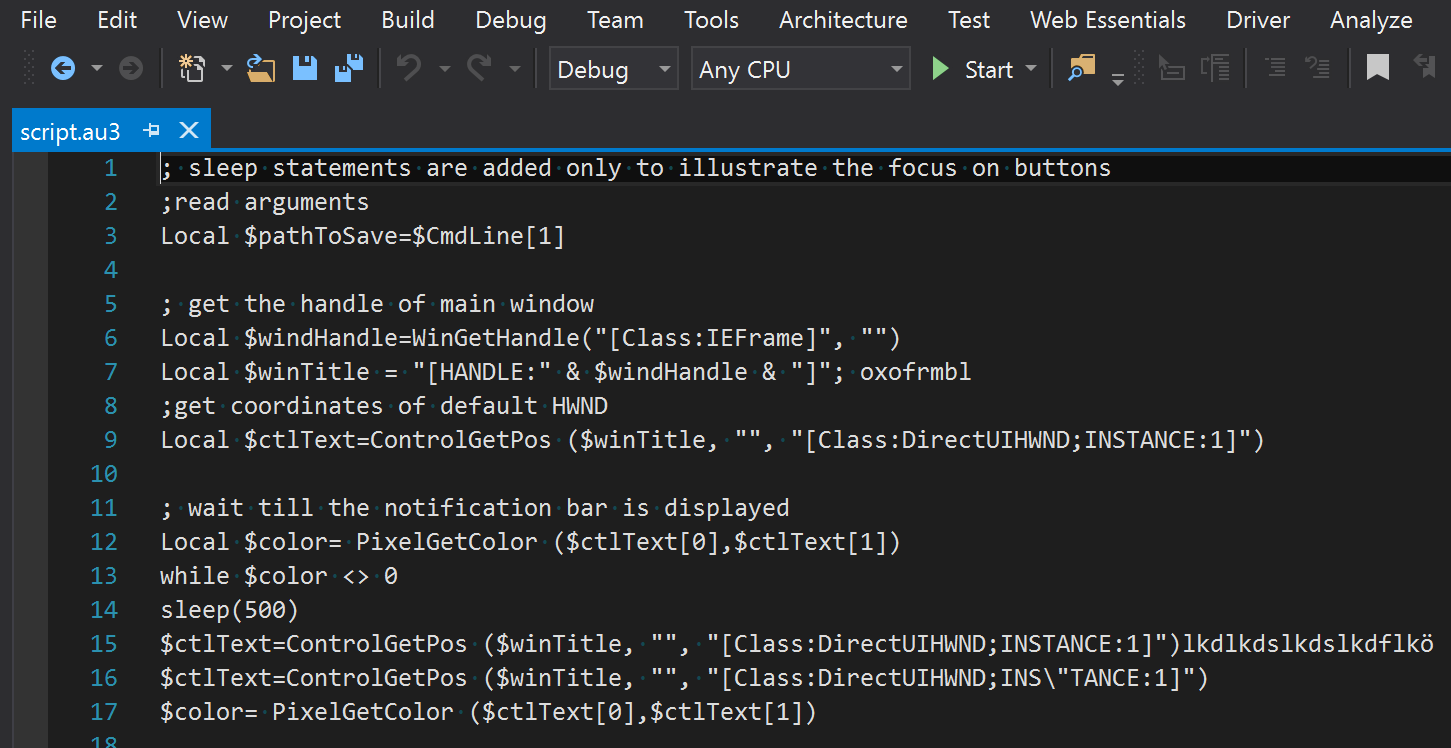 File Edit View Project Build Debug Team Tools Architecture Test Web Essentials Driver Analyze
Debug Any CPU Start
script.au3
1 ; sleep statements are added only to illustrate the focus on buttons
2 ;read arguments
3 Local $pathToSave=$CmdLine[1]
4
5 ; get the handle of main window
6 Local $windHandle=WinGetHandle("[Class:IEFrame]", "")
7 Local $winTitle = "[HANDLE:" & $windHandle & "]"; oxofrmbl
8 ;get coordinates of default HWND
9 Local $ctlText=ControlGetPos ($winTitle, "", "[Class:DirectUIHWND;INSTANCE:1]")
10
11 ; wait till the notification bar is displayed
12 Local $color= PixelGetColor ($ctlText[0],$ctlText[1])
13 while $color <> 0
14 sleep(500)
15 $ctlText=ControlGetPos ($winTitle, "", "[Class:DirectUIHWND;INSTANCE:1]")lkdlkdslkdslkdflkö
16 $ctlText=ControlGetPos ($winTitle, "", "[Class:DirectUIHWND;INS\"TANCE:1]")
17 $color= PixelGetColor ($ctlText[0],$ctlText[1])
18